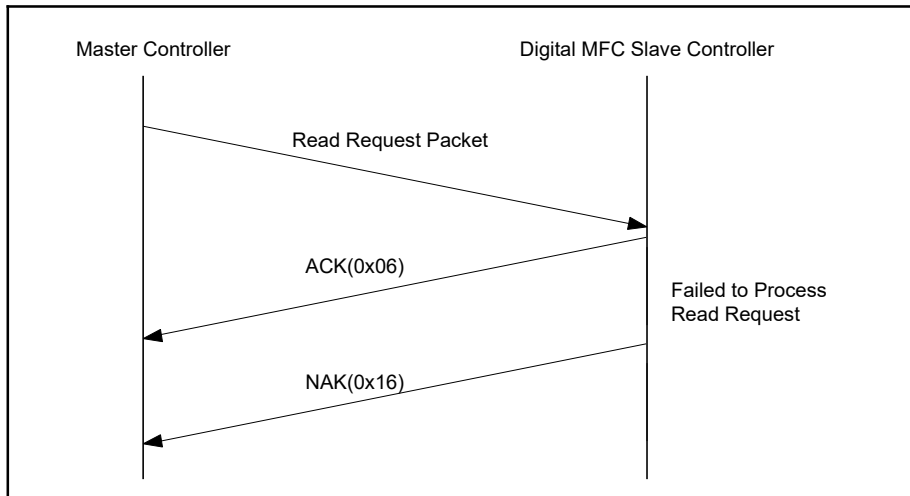 Master Controller
Digital MFC Slave Controller
Read Request Packet
ACK(0x06)
Failed to Process
Read Request
NAK(0x16)